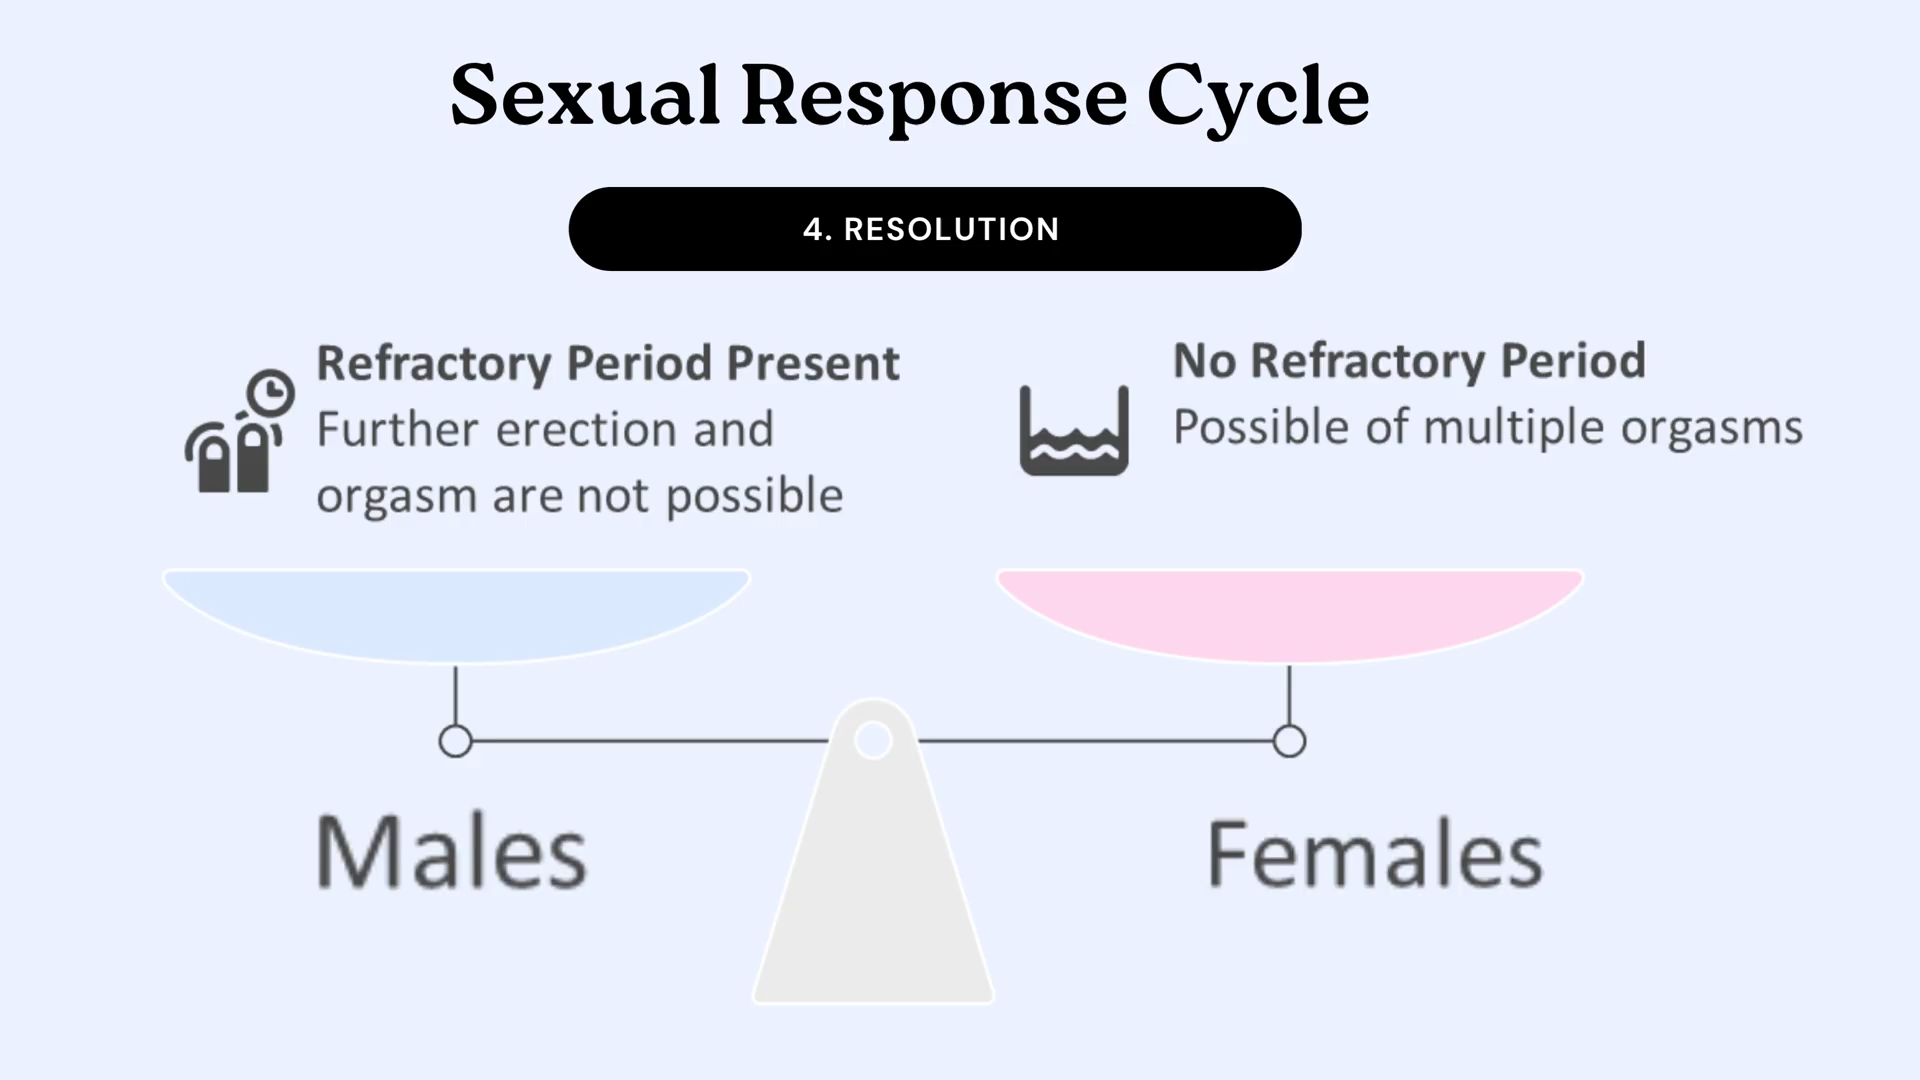 Sexual Response Cycle
4. RESOLUTION
Refractory Period Present
Further erection and
orgasm are not possible
No Refractory Period
Possible of multiple orgasms
Males
Females